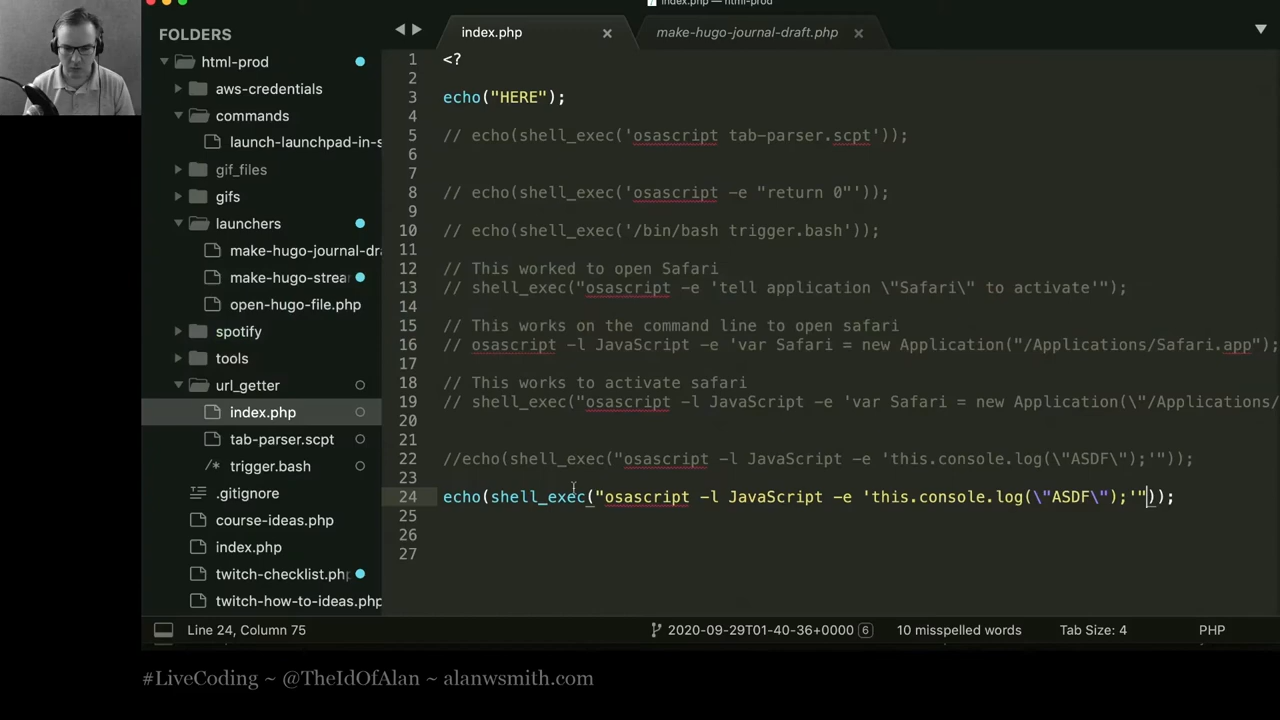 index.php — html-prod
FOLDERS
html-prod
aws-credentials
commands
launch-launchpad-in-s
gif_files
gifs
launchers
make-hugo-journal-dra
make-hugo-strea
open-hugo-file.php
spotify
tools
url_getter
index.php
tab-parser.scpt
/* trigger.bash
.gitignore
course-ideas.php
index.php
twitch-checklist.ph
twitch-how-to-ideas.php
index.php
make-hugo-journal-draft.php
1 <?
2
3 echo("HERE");
4
5 // echo(shell_exec('osascript tab-parser.scpt'));
6
7
8 // echo(shell_exec('osascript -e "return 0"'));
9
10 // echo(shell_exec('/bin/bash trigger.bash'));
11
12 // This worked to open Safari
13 // shell_exec("osascript -e 'tell application \"Safari\" to activate'");
14
15 // This works on the command line to open safari
16 // osascript -l JavaScript -e 'var Safari = new Application("/Applications/Safari.app");
17
18 // This works to activate safari
19 // shell_exec("osascript -l JavaScript -e 'var Safari = new Application(\"/Applications/
20
21
22 //echo(shell_exec("osascript -l JavaScript -e 'this.console.log(\"ASDF\");'"));
23
24 echo(shell_exec("osascript -l JavaScript -e 'this.console.log(\"ASDF\");'"));
25
26
27
Line 24, Column 75
2020-09-29T01-40-36+0000 6
10 misspelled words
Tab Size: 4
PHP
#LiveCoding ~ @TheIdOfAlan ~ alanwsmith.com